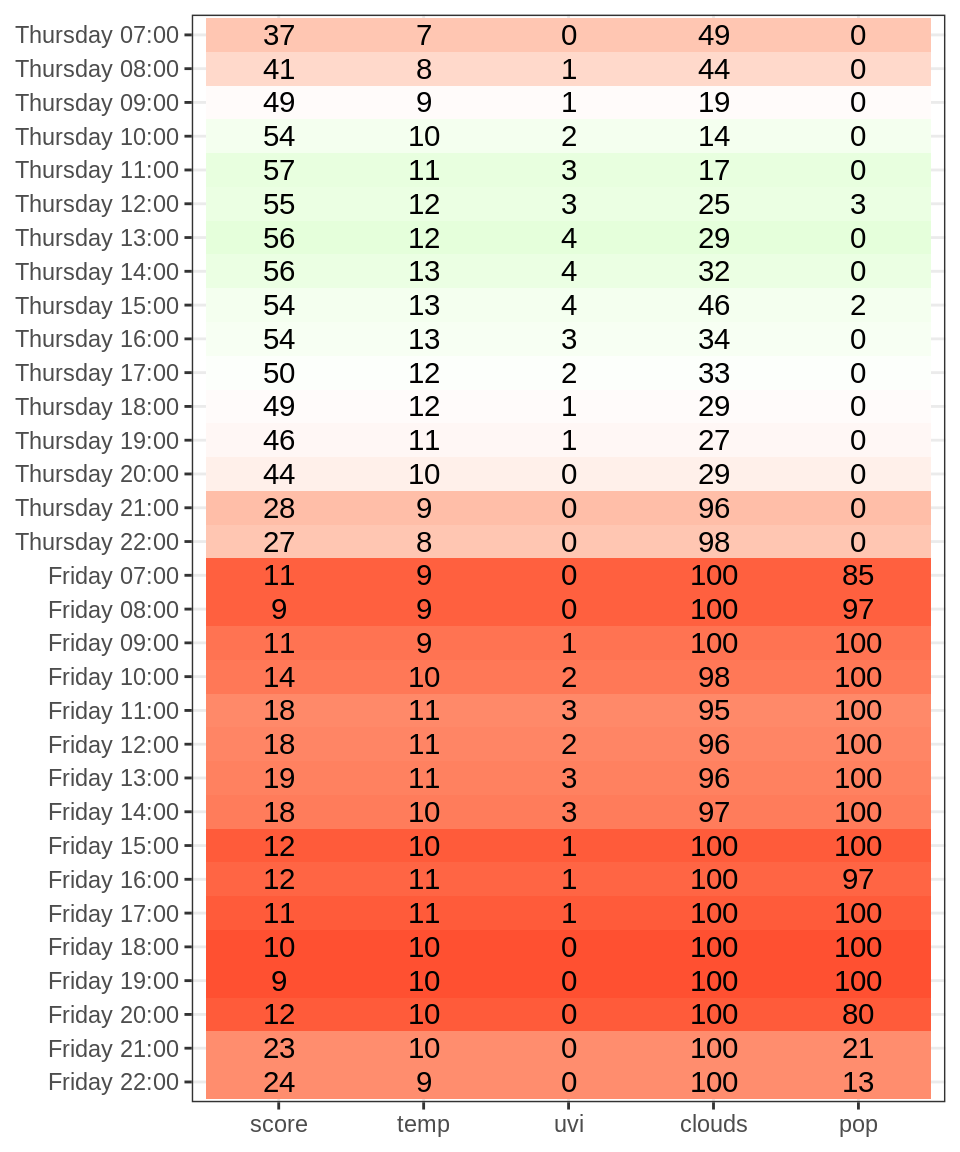 Thursday 07:00 37 7 0 49 0
Thursday 08:00 41 8 1 44 0
Thursday 09:00 49 9 1 19 0
Thursday 10:00 54 10 2 14 0
Thursday 11:00 57 11 3 17 0
Thursday 12:00 55 12 3 25 3
Thursday 13:00 56 12 4 29 0
Thursday 14:00 56 13 4 32 0
Thursday 15:00 54 13 4 46 2
Thursday 16:00 54 13 3 34 0
Thursday 17:00 50 12 2 33 0
Thursday 18:00 49 12 1 29 0
Thursday 19:00 46 11 1 27 0
Thursday 20:00 44 10 0 29 0
Thursday 21:00 28 9 0 96 0
Thursday 22:00 27 8 0 98 0
Friday 07:00 11 9 0 100 85
Friday 08:00 9 9 0 100 97
Friday 09:00 11 9 1 100 100
Friday 10:00 14 10 2 98 100
Friday 11:00 18 11 3 95 100
Friday 12:00 18 11 2 96 100
Friday 13:00 19 11 3 96 100
Friday 14:00 18 10 3 97 100
Friday 15:00 12 10 1 100 100
Friday 16:00 12 11 1 100 97
Friday 17:00 11 11 1 100 100
Friday 18:00 10 10 0 100 100
Friday 19:00 9 10 0 100 100
Friday 20:00 12 10 0 100 80
Friday 21:00 23 10 0 100 21
Friday 22:00 24 9 0 100 13
score temp uvi clouds pop